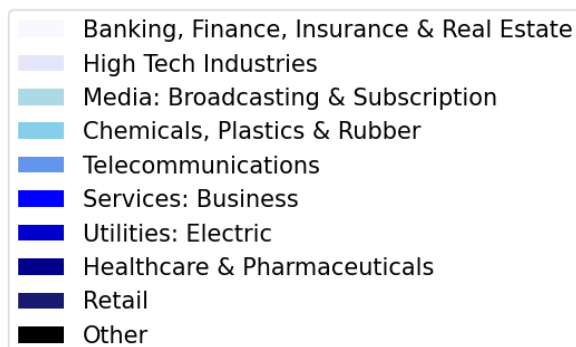 Banking, Finance, Insurance & Real Estate
High Tech Industries
Media: Broadcasting & Subscription
Chemicals, Plastics & Rubber
Telecommunications
Services: Business
Utilities: Electric
Healthcare & Pharmaceuticals
Retail
Other